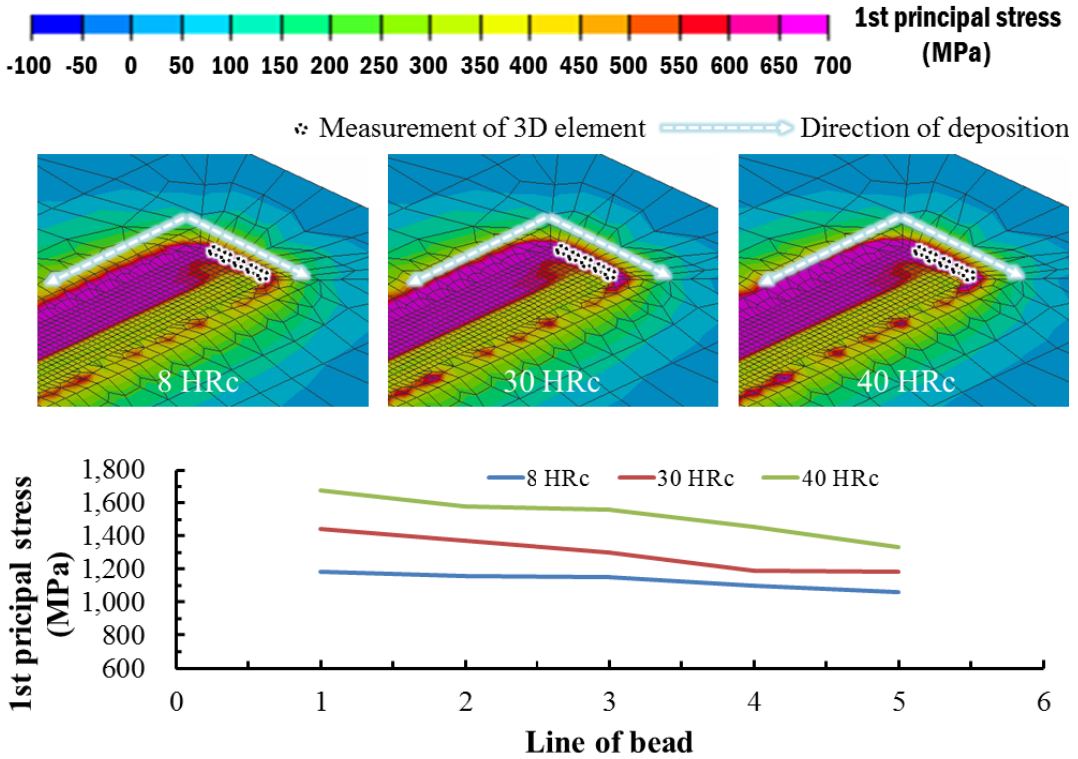 1st principal stress
(MPa)
-100 -50 0 50 100 150 200 250 300 350 400 450 500 550 600 650 700
Measurement of 3D element Direction of deposition
8 HRc 30 HRc 40 HRc
1st pricipal stress
(MPa)
1,800
1,600
1,400
1,200
1,000
800
600
8 HRc 30 HRc 40 HRc
0 1 2 3 4 5 6
Line of bead